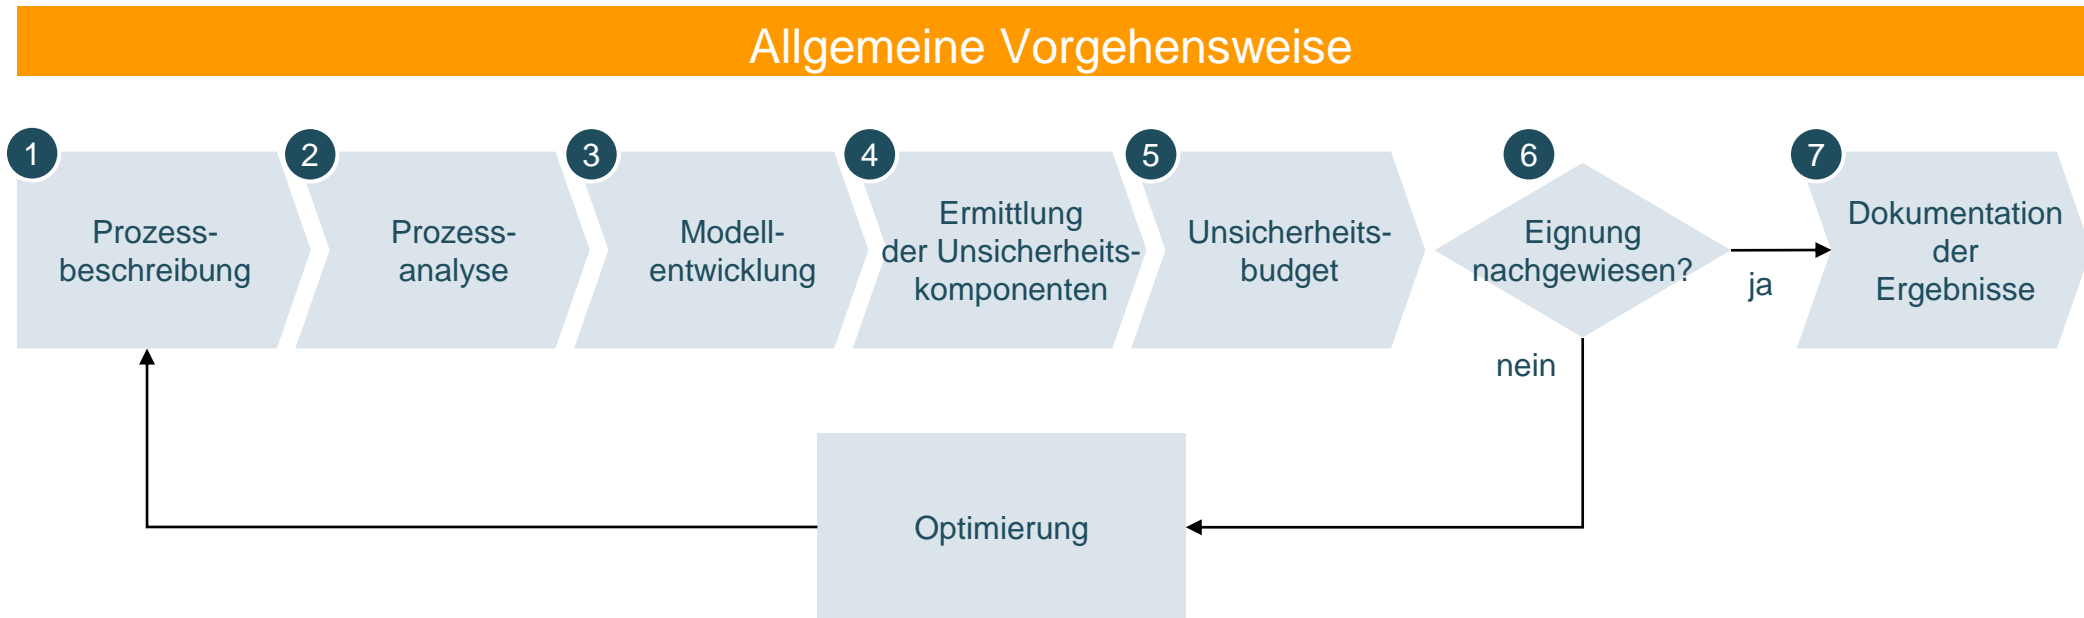 Allgemeine Vorgehensweise
1
Prozess-
beschreibung
2
Prozess-
analyse
3
Modell-
entwicklung
4
Ermittlung
der Unsicherheits-
komponenten
5
Unsicherheits-
budget
6
Eignung
nachgewiesen?
ja
nein
7
Dokumentation
der
Ergebnisse
Optimierung